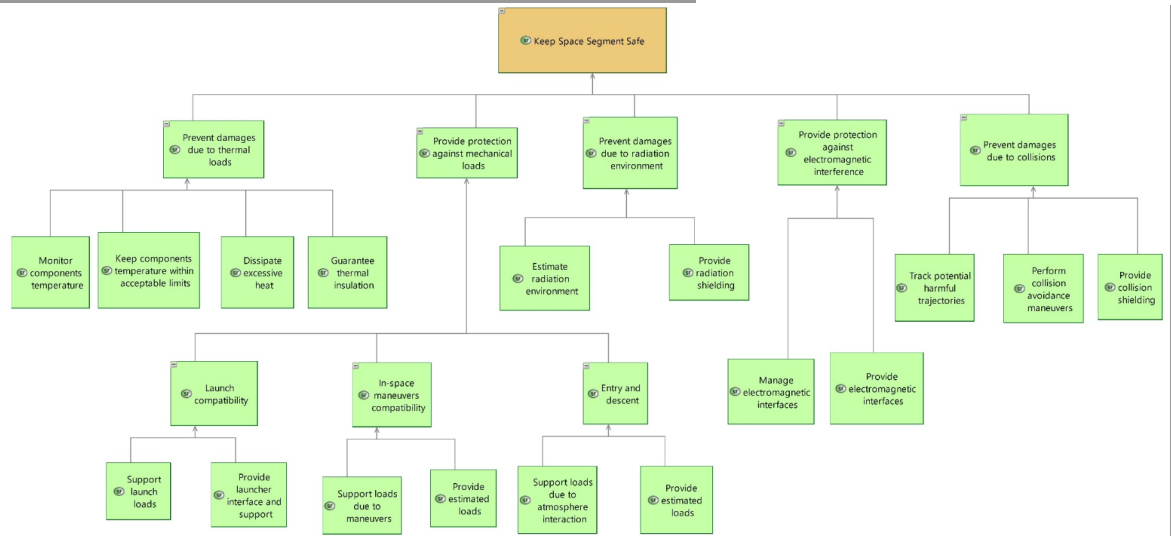 Keep Space Segment Safe
Prevent damages
due to thermal
loads
Provide protection
against mechanical
loads
Prevent damages
due to radiation
environment
Provide protection
against
electromagnetic
interference
Prevent damages
due to collisions
Monitor
components
temperature
Keep components
temperature within
acceptable limits
Dissipate
excessive
heat
Guarantee
thermal
insulation
Estimate
radiation
environment
Provide
radiation
shielding
Track potential
harmful
trajectories
Perform
collision
avoidance
maneuvers
Provide
collision
shielding
Launch
compatibility
In-space
maneuvers
compatibility
Entry and
descent
Manage
electromagnetic
interfaces
Provide
electromagnetic
interfaces
Support
launch
loads
Provide
launcher
interface and
support
Support loads
due to
maneuvers
Provide
estimated
loads
Support loads
due to
atmosphere
interaction
Provide
estimated
loads